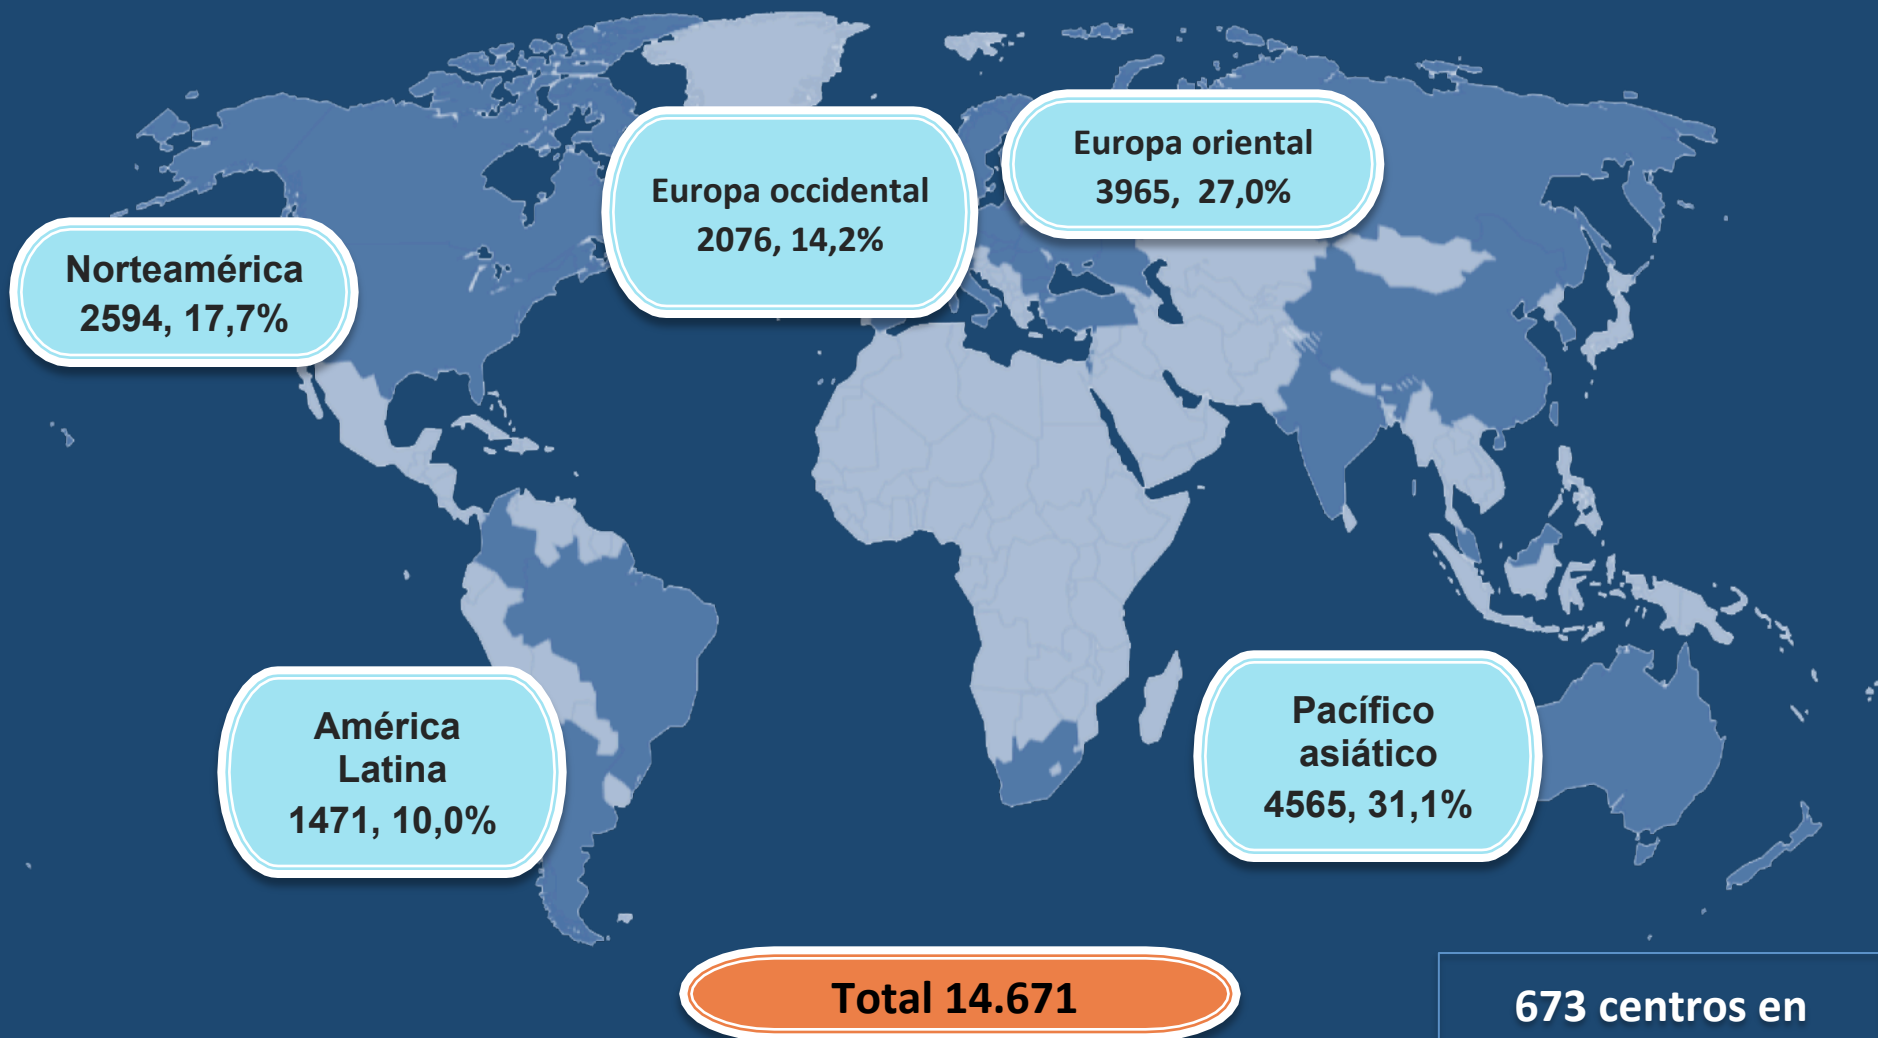 Europa oriental
3965, 27,0%
Europa occidental
2076, 14,2%
Norteamérica
2594, 17,7%
América
Latina
1471, 10,0%
Pacífico
asiático
4565, 31,1%
Total 14.671
673 centros en